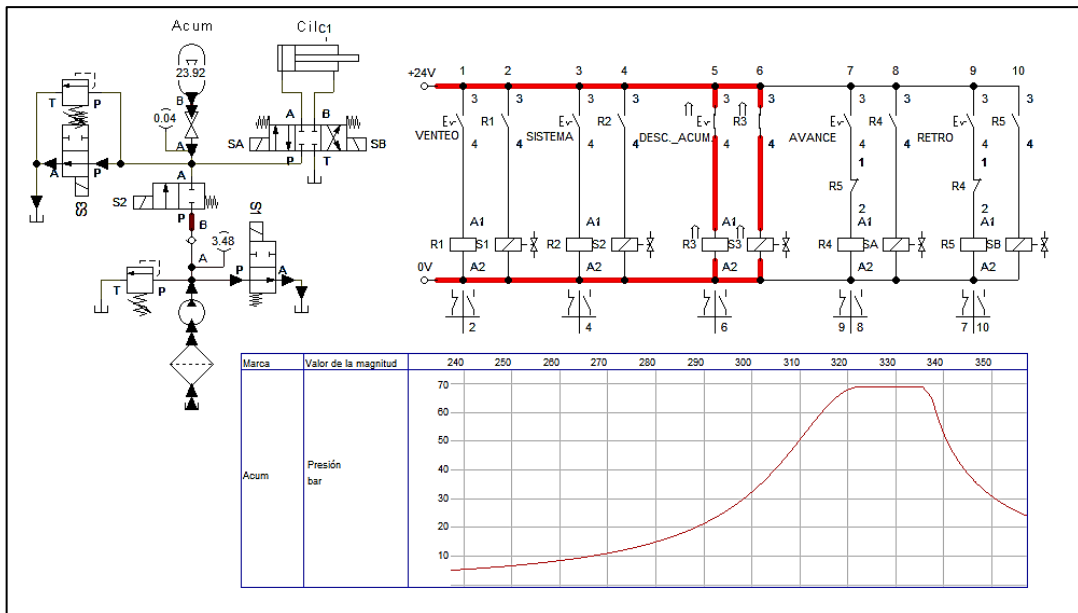 Acum
Cil C1
23.92
T
P
B
0.04
A
A
B
SA
P
T
SB
A
P
S3
A
S2
P
B
S1
A
3.48
P
A
T
P
1 2 3 4 5 6 7 8 9 10
+24V
3 3 3 3 3 3 3 3 3 3
VENTEO R1 SISTEMA R2 DESC._ACUM. R3 AVANCE R4 RETRO R5
4 4 4 4 4 4 4 4 4 4
1 1
R5 R4
2 2
A1 A1 A1 A1 A1
R1 S1 R2 S2 R3 S3 R4 SA R5 SB
A2 A2 A2 A2 A2
0V
2 4 6 9 8 7 10
Marca Valor de la magnitud 240 250 260 270 280 290 300 310 320 330 340 350
70
60
50
Acum Presión
bar
40
30
20
10